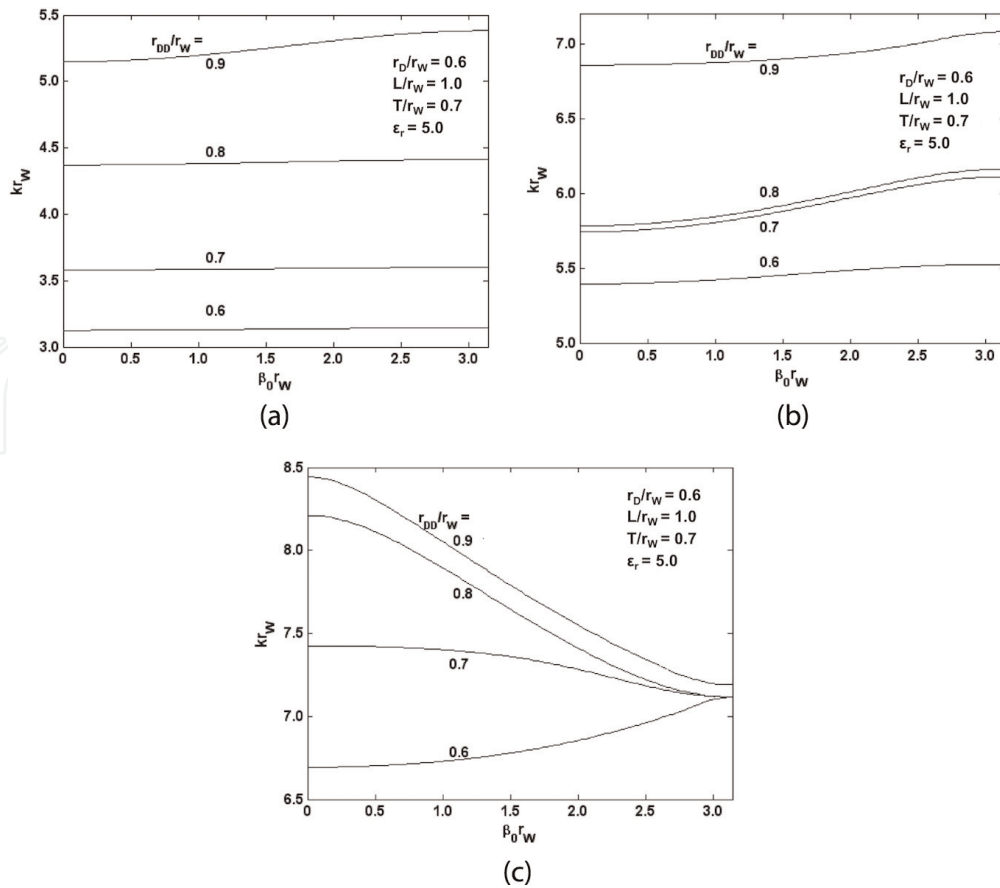 5.5
5.0
4.5
4.0
3.5
3.0
kr_W
r_DD/r_W =
0.9
0.8
0.7
0.6
r_D/r_W = 0.6
L/r_W = 1.0
T/r_W = 0.7
ε_r = 5.0
0 0.5 1.0 1.5 2.0 2.5 3.0
β_0 r_W
(a)
7.0
6.5
6.0
5.5
5.0
kr_W
r_DD/r_W =
0.9
0.8
0.7
0.6
r_D/r_W = 0.6
L/r_W = 1.0
T/r_W = 0.7
ε_r = 5.0
0 0.5 1.0 1.5 2.0 2.5 3.0
β_0 r_W
(b)
8.5
8.0
7.5
7.0
6.5
kr_W
r_DD/r_W =
0.9
0.8
0.7
0.6
r_D/r_W = 0.6
L/r_W = 1.0
T/r_W = 0.7
ε_r = 5.0
0 0.5 1.0 1.5 2.0 2.5 3.0
β_0 r_W
(c)